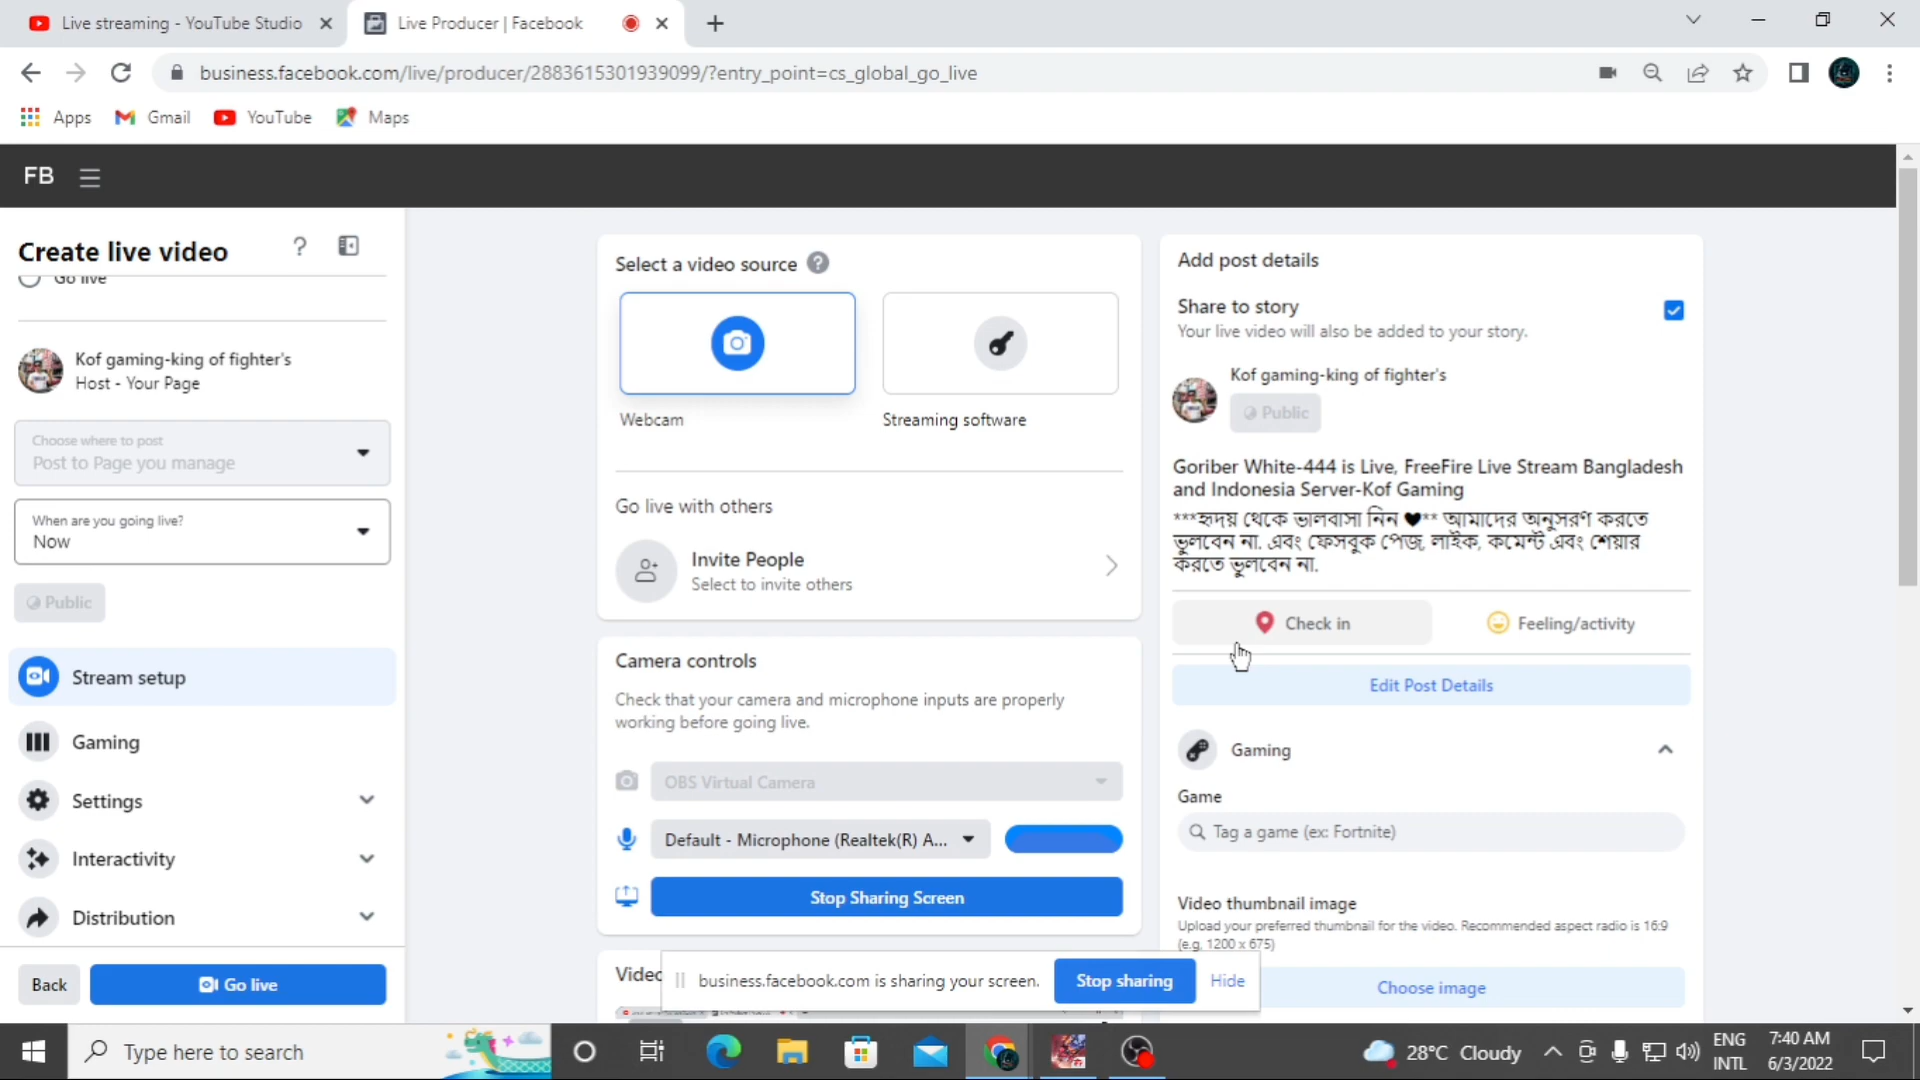 Live streaming - YouTube Studio
Live Producer | Facebook
business.facebook.com/live/producer/2883615301939099/?entry_point=cs_global_go_live
Apps
Gmail
YouTube
Maps
FB
Create live video
Go live
Kof gaming-king of fighter's
Host - Your Page
Choose where to post
Post to Page you manage
When are you going live?
Now
Public
Stream setup
Gaming
Settings
Interactivity
Distribution
Back
Go live
Select a video source
Webcam
Streaming software
Go live with others
Invite People
Select to invite others
Camera controls
Check that your camera and microphone inputs are properly
working before going live.
OBS Virtual Camera
Default - Microphone (Realtek(R) A...
Stop Sharing Screen
Video
business.facebook.com is sharing your screen.
Stop sharing
Hide
Add post details
Share to story
Your live video will also be added to your story.
Kof gaming-king of fighter's
Public
Goriber White-444 is Live, FreeFire Live Stream Bangladesh
and Indonesia Server-Kof Gaming
***হৃদয় থেকে ভালবাসা নিন 🖤** আমাদের অনুসরণ করতে
ভুলবেন না. এবং ফেসবুক পেজ, লাইক, কমেন্ট এবং শেয়ার
করতে ভুলবেন না.
Check in
Feeling/activity
Edit Post Details
Gaming
Game
Tag a game (ex: Fortnite)
Video thumbnail image
Upload your preferred thumbnail for the video. Recommended aspect radio is 16:9
(e.g. 1200 x 675)
Choose image
Type here to search
28°C Cloudy
ENG
INTL
7:40 AM
6/3/2022